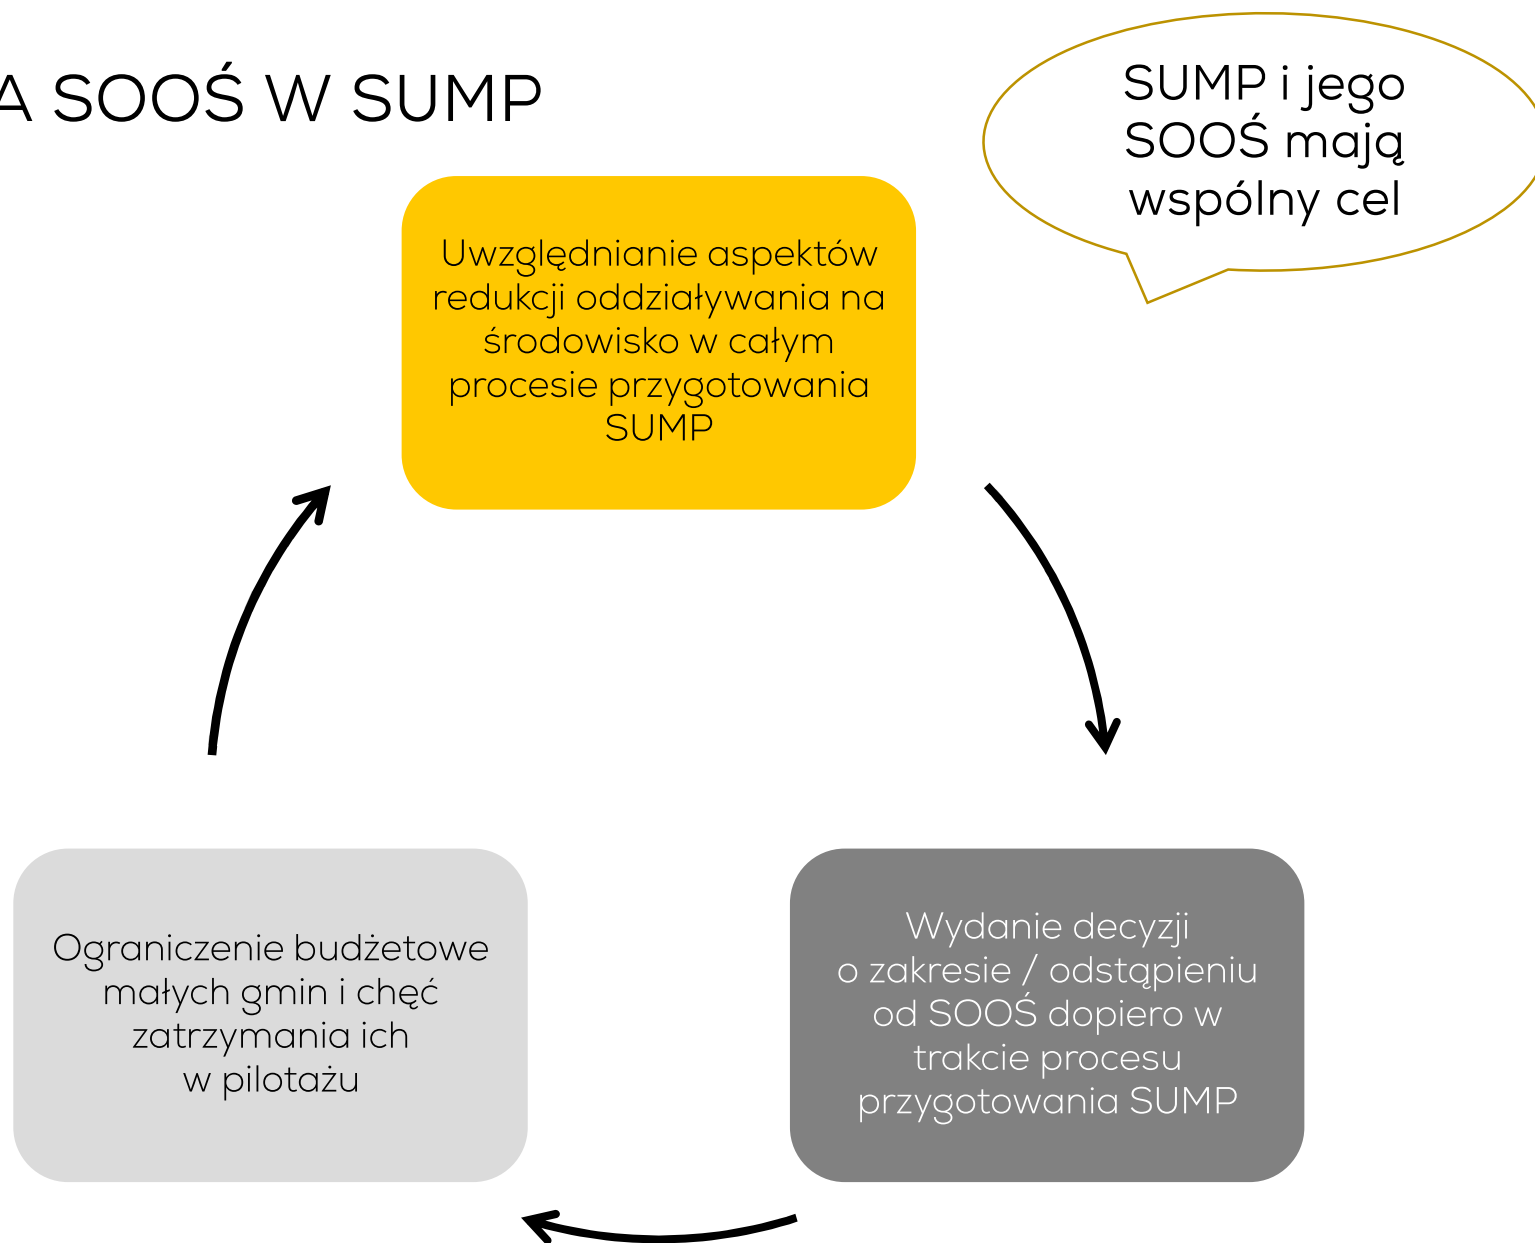 A SOOŚ W SUMP
SUMP i jego
SOOŚ mają
wspólny cel
Uwzględnianie aspektów
redukcji oddziaływania na
środowisko w całym
procesie przygotowania
SUMP
Ograniczenie budżetowe
małych gmin i chęć
zatrzymania ich
w pilotażu
Wydanie decyzji
o zakresie / odstąpieniu
od SOOŚ dopiero w
trakcie procesu
przygotowania SUMP